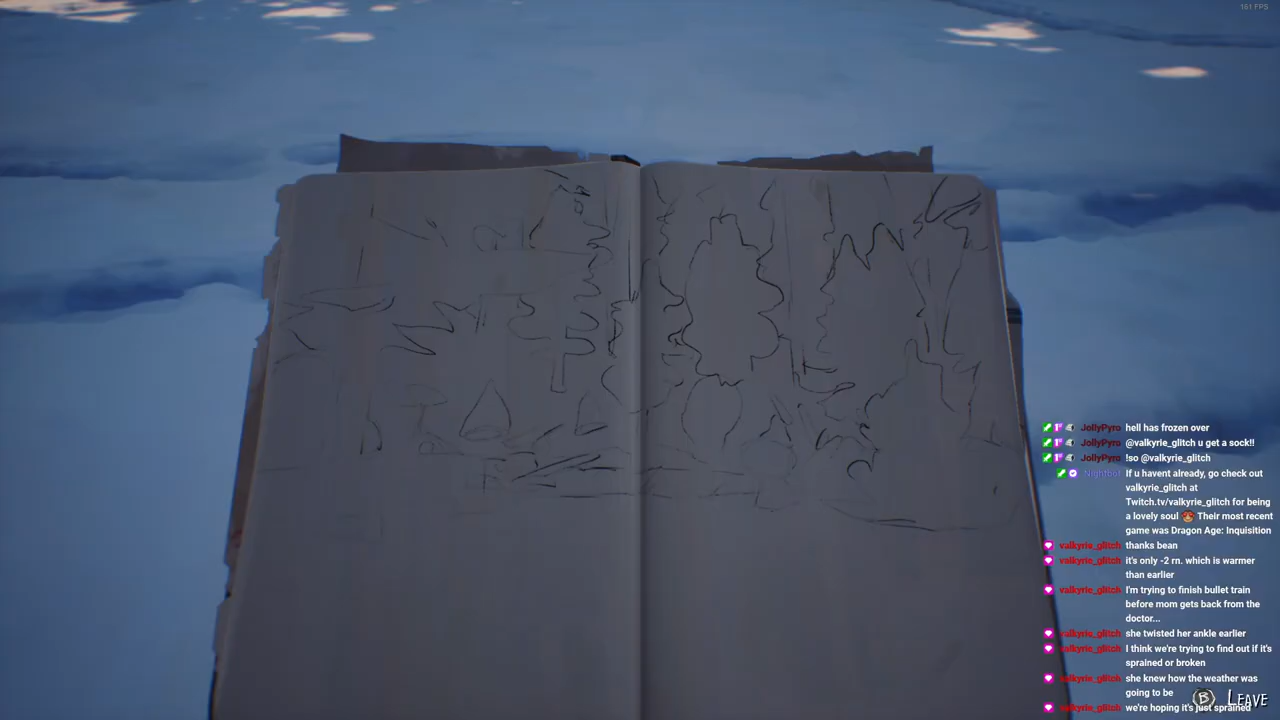 161 FPS
JollyPyro hell has frozen over
JollyPyro @valkyrie_glitch u get a sock!!
JollyPyro !so @valkyrie_glitch
Nightbot If u havent already, go check out
valkyrie_glitch at
Twitch.tv/valkyrie_glitch for being
a lovely soul Their most recent
game was Dragon Age: Inquisition
valkyrie_glitch thanks bean
valkyrie_glitch it's only -2 rn. which is warmer
than earlier
valkyrie_glitch I'm trying to finish bullet train
before mom gets back from the
doctor...
valkyrie_glitch she twisted her ankle earlier
valkyrie_glitch I think we're trying to find out if it's
sprained or broken
valkyrie_glitch she knew how the weather was
going to be
valkyrie_glitch we're hoping it's just sprained
B Leave